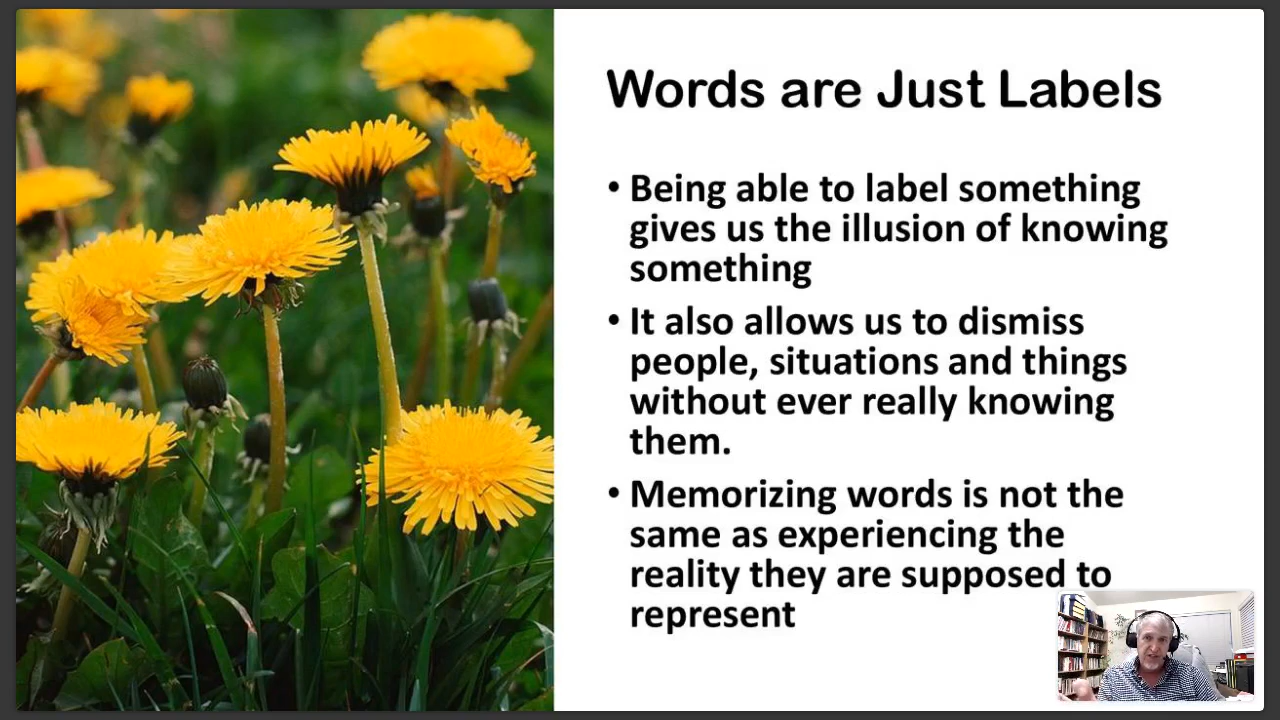 Words are Just Labels
• Being able to label something
gives us the illusion of knowing
something
• It also allows us to dismiss
people, situations and things
without ever really knowing
them.
• Memorizing words is not the
same as experiencing the
reality they are supposed to
represent